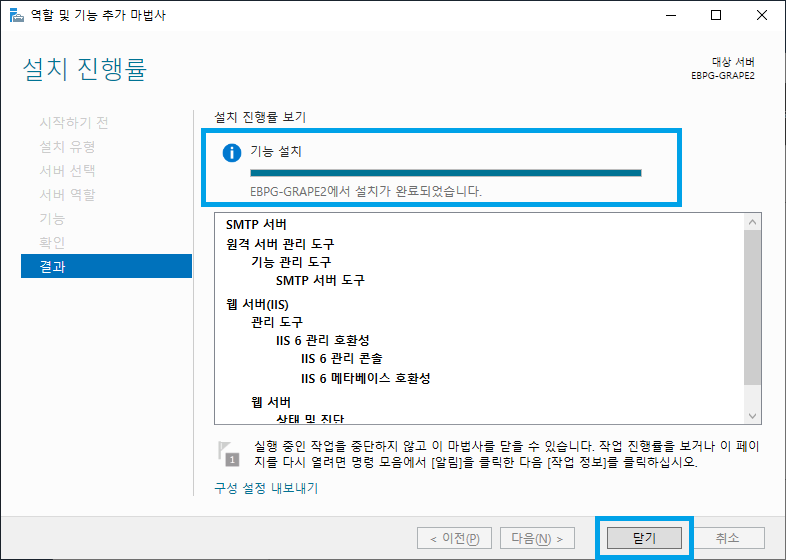 역할 및 기능 추가 마법사
설치 진행률
대상 서버
EBPG-GRAPE2
시작하기 전
설치 유형
서버 선택
서버 역할
기능
확인
결과
설치 진행률 보기
기능 설치
EBPG-GRAPE2에서 설치가 완료되었습니다.
SMTP 서버
원격 서버 관리 도구
기능 관리 도구
SMTP 서버 도구
웹 서버(IIS)
관리 도구
IIS 6 관리 호환성
IIS 6 관리 콘솔
IIS 6 메타베이스 호환성
웹 서버
상태 및 진단
1
실행 중인 작업을 중단하지 않고 이 마법사를 닫을 수 있습니다. 작업 진행률을 보거나 이 페이
지를 다시 열려면 명령 모음에서 [알림]을 클릭한 다음 [작업 정보]를 클릭하십시오.
구성 설정 내보내기
< 이전(P)
다음(N) >
닫기
취소